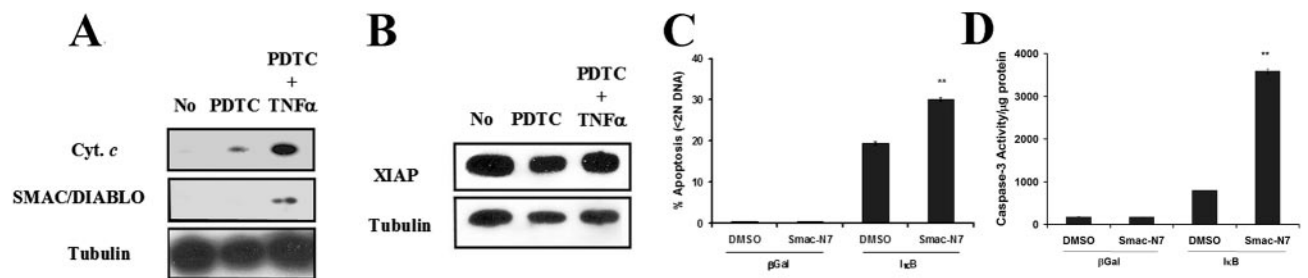 A
PDTC
+
No PDTC TNFα
Cyt. c
SMAC/DIABLO
Tubulin
B
PDTC
+
No PDTC TNFα
XIAP
Tubulin
C
% Apoptosis (<2N DNA)
40
30
20
10
0
DMSO Smac-N7 DMSO Smac-N7
βGal IκB
**
D
Caspase-3 Activity/µg protein
4000
3000
2000
1000
0
DMSO Smac-N7 DMSO Smac-N7
βGal IκB
**